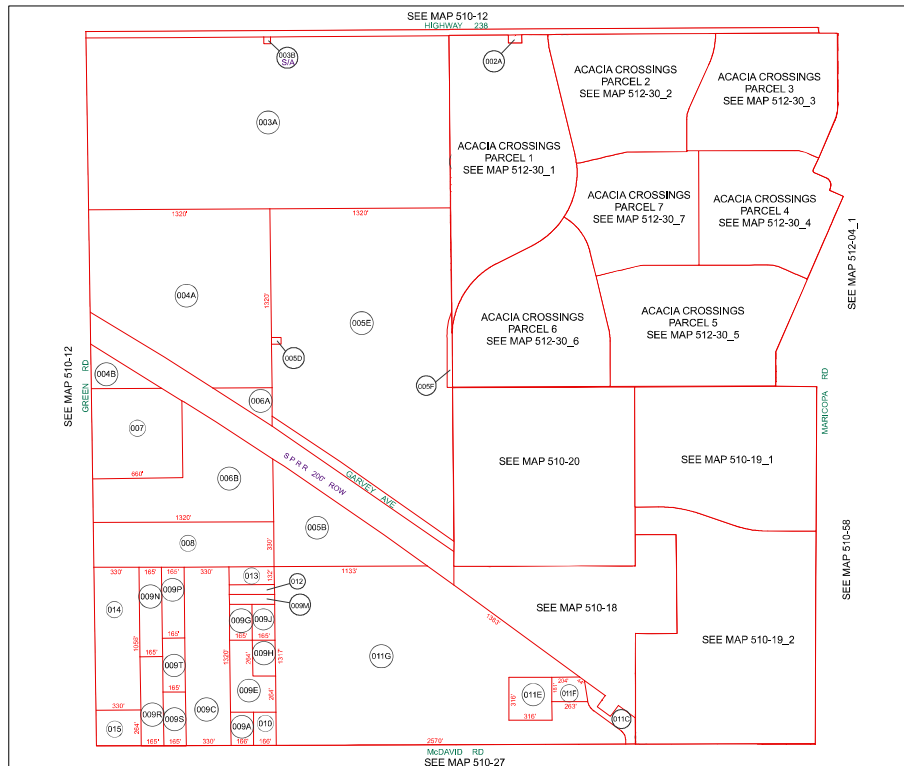 SEE MAP 510-12
HIGHWAY 238
003B
S/A
002A
ACACIA CROSSINGS
PARCEL 2
SEE MAP 512-30_2
ACACIA CROSSINGS
PARCEL 3
SEE MAP 512-30_3
003A
ACACIA CROSSINGS
PARCEL 1
SEE MAP 512-30_1
ACACIA CROSSINGS
PARCEL 7
SEE MAP 512-30_7
ACACIA CROSSINGS
PARCEL 4
SEE MAP 512-30_4
SEE MAP 512-04_1
1320'
1320'
1320'
004A
005E
ACACIA CROSSINGS
PARCEL 6
SEE MAP 512-30_6
ACACIA CROSSINGS
PARCEL 5
SEE MAP 512-30_5
005D
005F
SEE MAP 510-12
GREEN RD
004B
006A
MARICOPA RD
007
660'
006B
SPRR 200' ROW
GARVEY AVE
SEE MAP 510-20
SEE MAP 510-19_1
1320'
005B
008
330'
SEE MAP 510-58
330'
165'
165'
330'
013
132'
012
1133'
009N
009P
009M
014
1056'
009G
009J
165'
165'
SEE MAP 510-18
1383'
165'
165'
009H
264'
1320'
1317'
011G
SEE MAP 510-19_2
009T
165'
009E
264'
009C
011E
316'
316'
204'
161'
011F
263'
44'
011C
330'
015
264'
009R
009S
009A
010
165'
165'
330'
166'
166'
2570'
McDAVID RD
SEE MAP 510-27